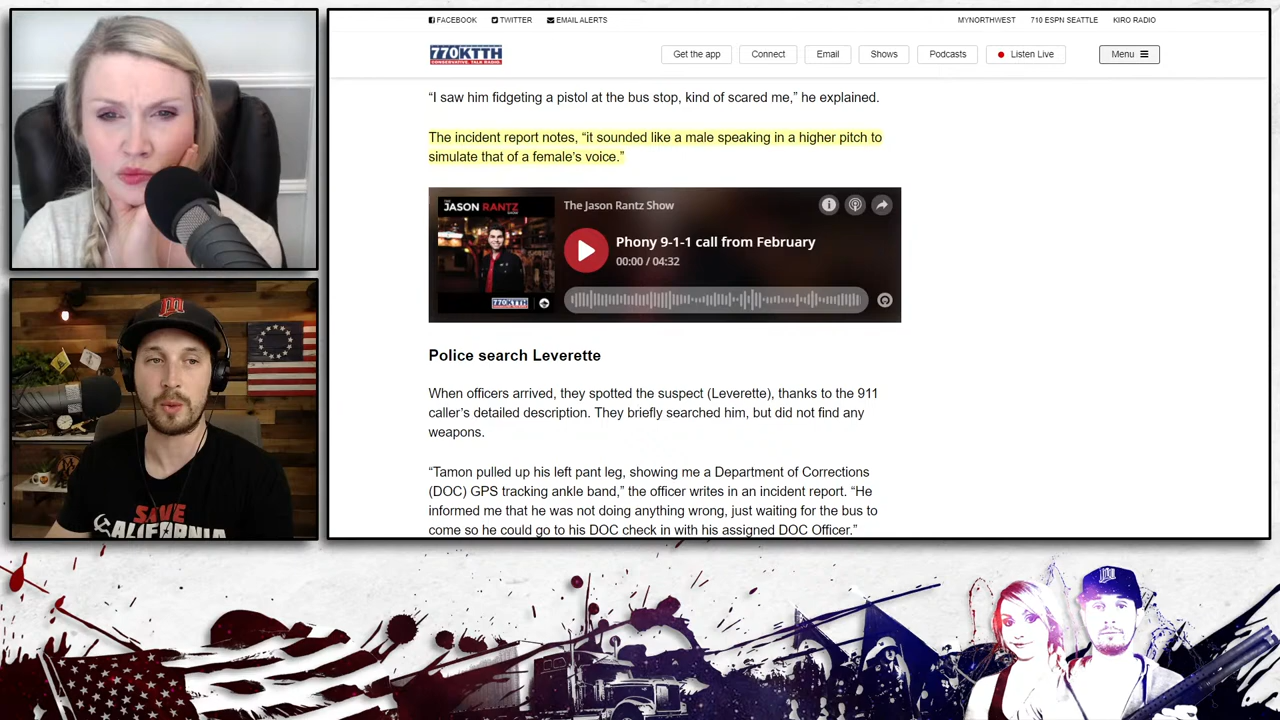 FACEBOOK TWITTER EMAIL ALERTS
MYNORTHWEST 710 ESPN SEATTLE KIRO RADIO
770KTTH
CONSERVATIVE. TALK RADIO.
Get the app Connect Email Shows Podcasts Listen Live Menu
“I saw him fidgeting a pistol at the bus stop, kind of scared me,” he explained.
The incident report notes, “it sounded like a male speaking in a higher pitch to
simulate that of a female’s voice.”
THE
JASON RANTZ
SHOW
770KTTH
The Jason Rantz Show
Phony 9-1-1 call from February
00:00 / 04:32
Police search Leverette
When officers arrived, they spotted the suspect (Leverette), thanks to the 911
caller’s detailed description. They briefly searched him, but did not find any
weapons.
“Tamon pulled up his left pant leg, showing me a Department of Corrections
(DOC) GPS tracking ankle band,” the officer writes in an incident report. “He
informed me that he was not doing anything wrong, just waiting for the bus to
come so he could go to his DOC check in with his assigned DOC Officer.”
SAVE
CALIFORNIA